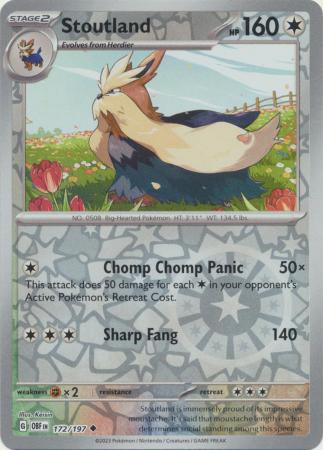 STAGE2 Stoutland HP 160
Evolves from Herdier
NO. 0508 Big-Hearted Pokémon HT: 3'11" WT: 134.5 lbs.
Chomp Chomp Panic 50×
This attack does 50 damage for each in your opponent's
Active Pokémon's Retreat Cost.
Sharp Fang 140
weakness ×2 resistance retreat
Illus. Keisin
G OBF EN 172/197
Stoutland is immensely proud of its impressive
moustache. It's said that moustache length is what
determines social standing among this species.
©2023 Pokémon / Nintendo / Creatures / GAME FREAK